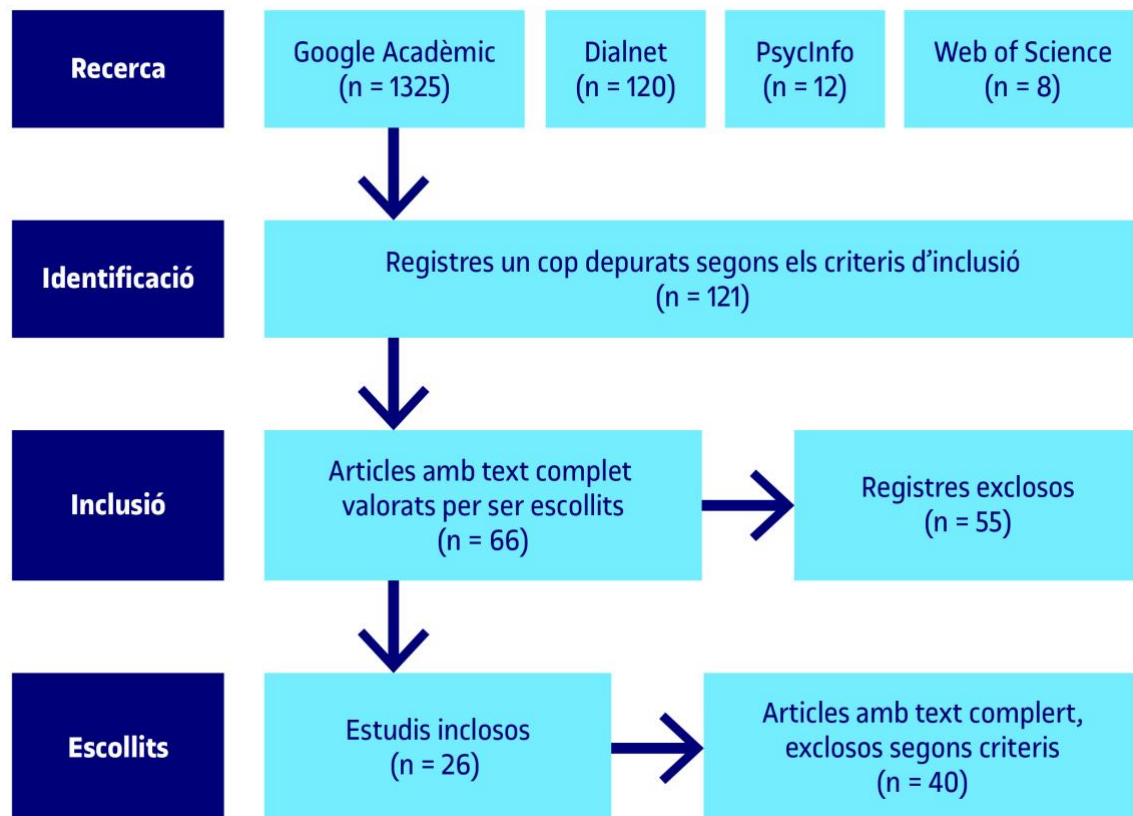 Recerca
Google Acadèmic
(n = 1325)
Dialnet
(n = 120)
PsycInfo
(n = 12)
Web of Science
(n = 8)
Identificació
Registres un cop depurats segons els criteris d’inclusió
(n = 121)
Inclusió
Articles amb text complet
valorats per ser escollits
(n = 66)
Registres exclosos
(n = 55)
Escollits
Estudis inclosos
(n = 26)
Articles amb text complert,
exclosos segons criteris
(n = 40)